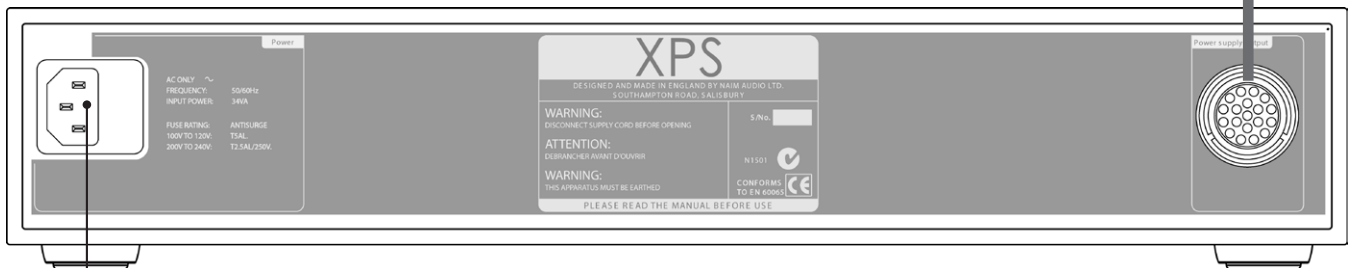 Power
AC ONLY ~
FREQUENCY: 50/60Hz
INPUT POWER: 34VA
FUSE RATING: ANTISURGE
100V TO 120V: T5AL.
200V TO 240V: T2.5AL/250V.
XPS
DESIGNED AND MADE IN ENGLAND BY NAIM AUDIO LTD.
SOUTHAMPTON ROAD, SALISBURY
WARNING:
DISCONNECT SUPPLY CORD BEFORE OPENING
ATTENTION:
DEBRANCHER AVANT D'OUVRIR
WARNING:
THIS APPARATUS MUST BE EARTHED
S/No.
N1501
CONFORMS
TO EN 60065
CE
PLEASE READ THE MANUAL BEFORE USE
Power supply output